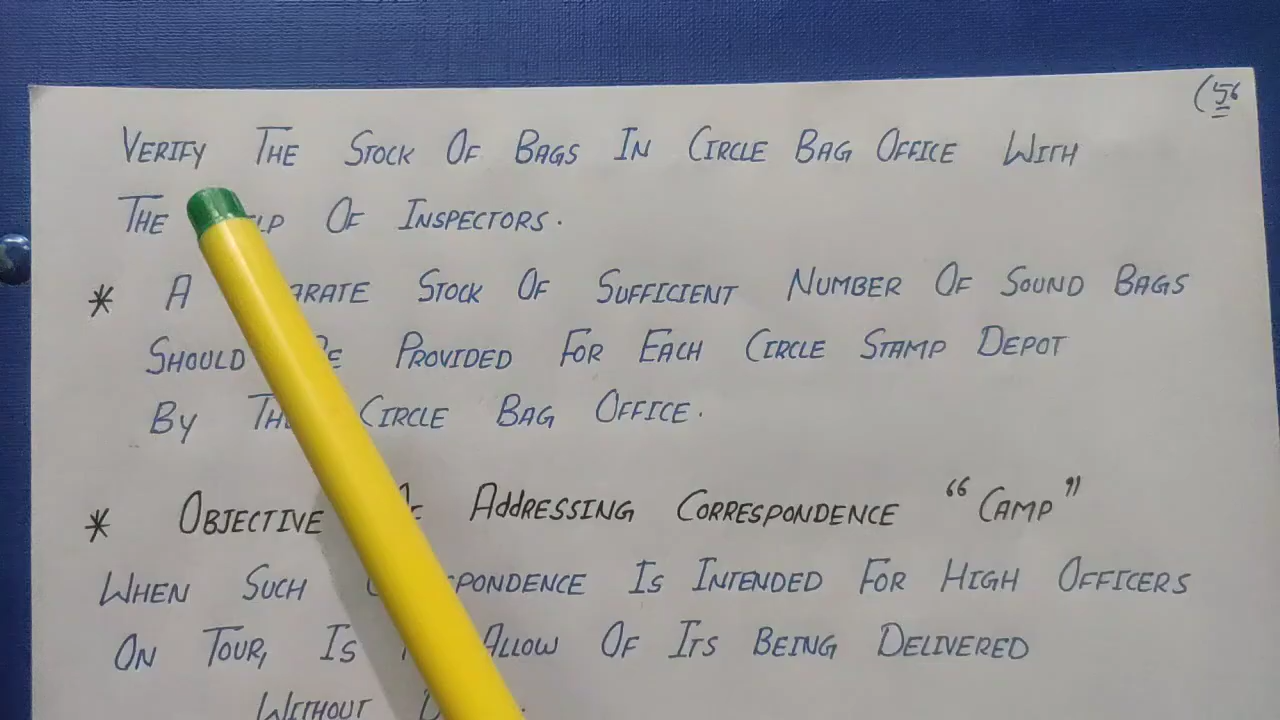 (56
VERIFY THE STOCK OF BAGS IN CIRCLE BAG OFFICE WITH
THE OF INSPECTORS.
* A STOCK OF SUFFICIENT NUMBER OF SOUND BAGS
SHOULD PROVIDED FOR EACH CIRCLE STAMP DEPOT
BY CIRCLE BAG OFFICE.
* OBJECTIVE ADDRESSING CORRESPONDENCE "CAMP"
WHEN SUCH IS INTENDED FOR HIGH OFFICERS
ON TOUR, IS ALLOW OF ITS BEING DELIVERED
WITHOUT